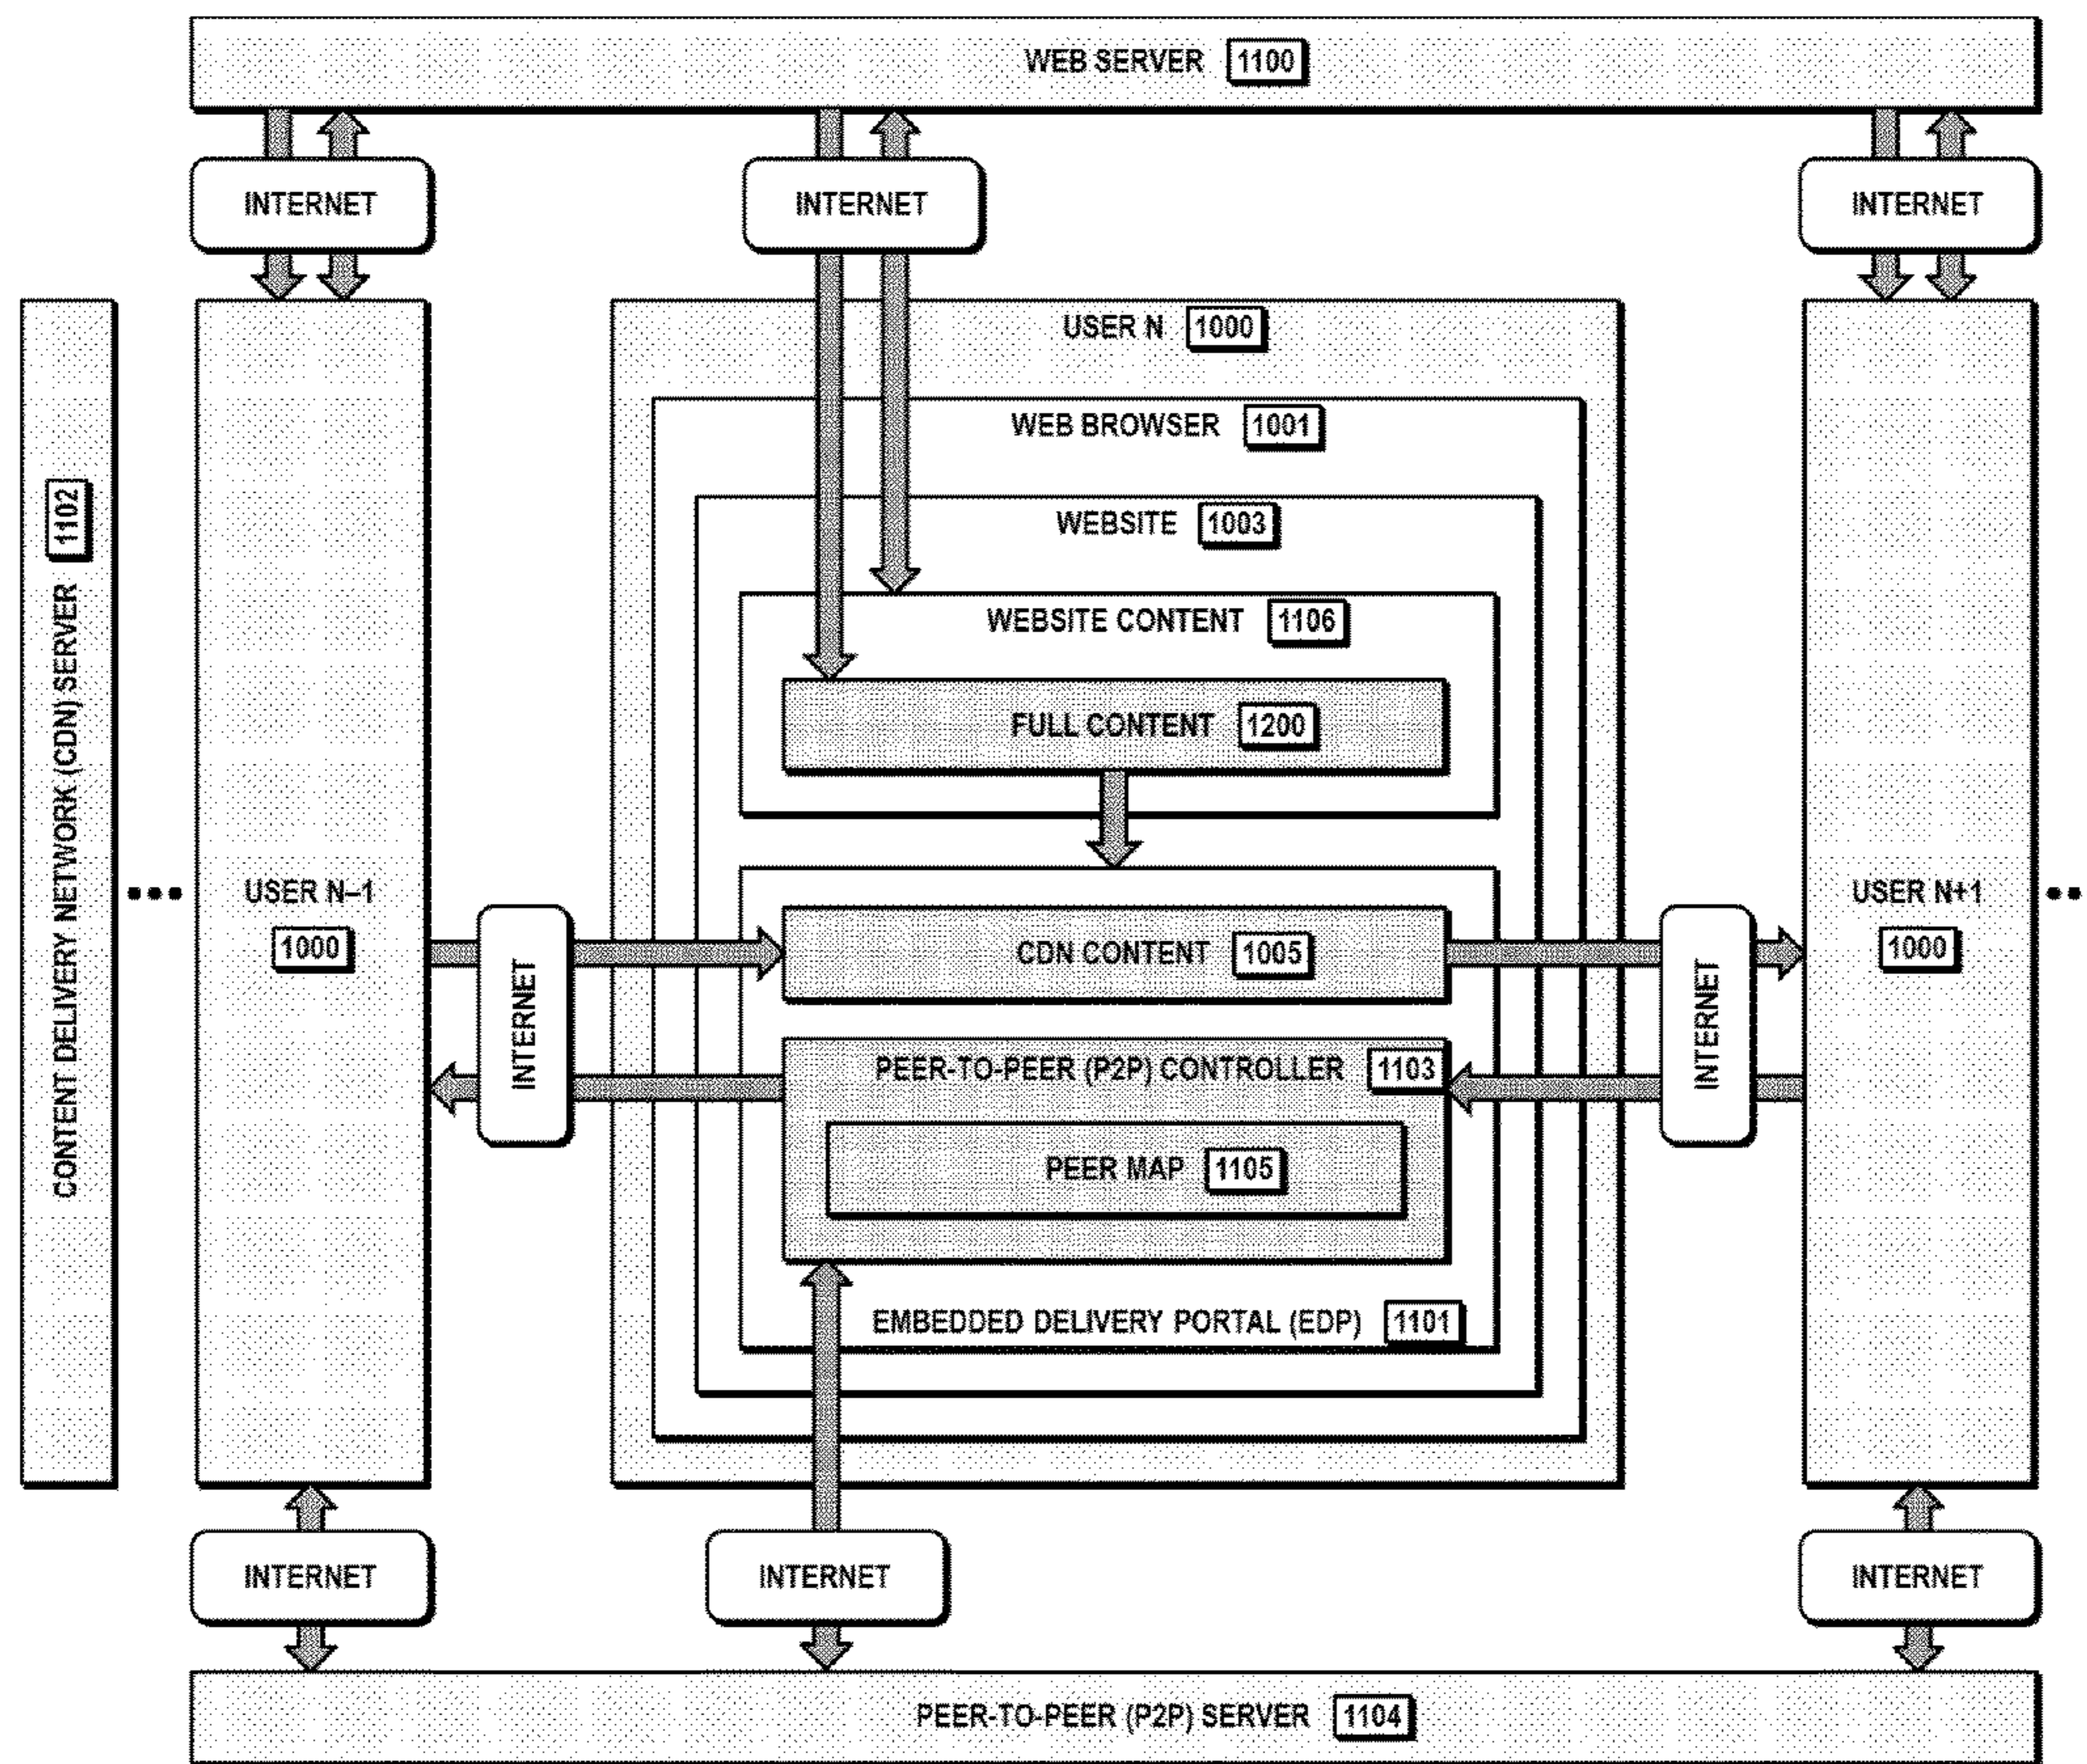 WEB SERVER 1100
INTERNET
INTERNET
INTERNET
USER N 1000
WEB BROWSER 1001
WEBSITE 1003
WEBSITE CONTENT 1106
FULL CONTENT 1200
CONTENT DELIVERY NETWORK (CDN) SERVER 1102
USER N–1
1000
INTERNET
CDN CONTENT 1005
INTERNET
USER N+1
1000
PEER-TO-PEER (P2P) CONTROLLER 1103
PEER MAP 1105
EMBEDDED DELIVERY PORTAL (EDP) 1101
INTERNET
INTERNET
INTERNET
PEER-TO-PEER (P2P) SERVER 1104